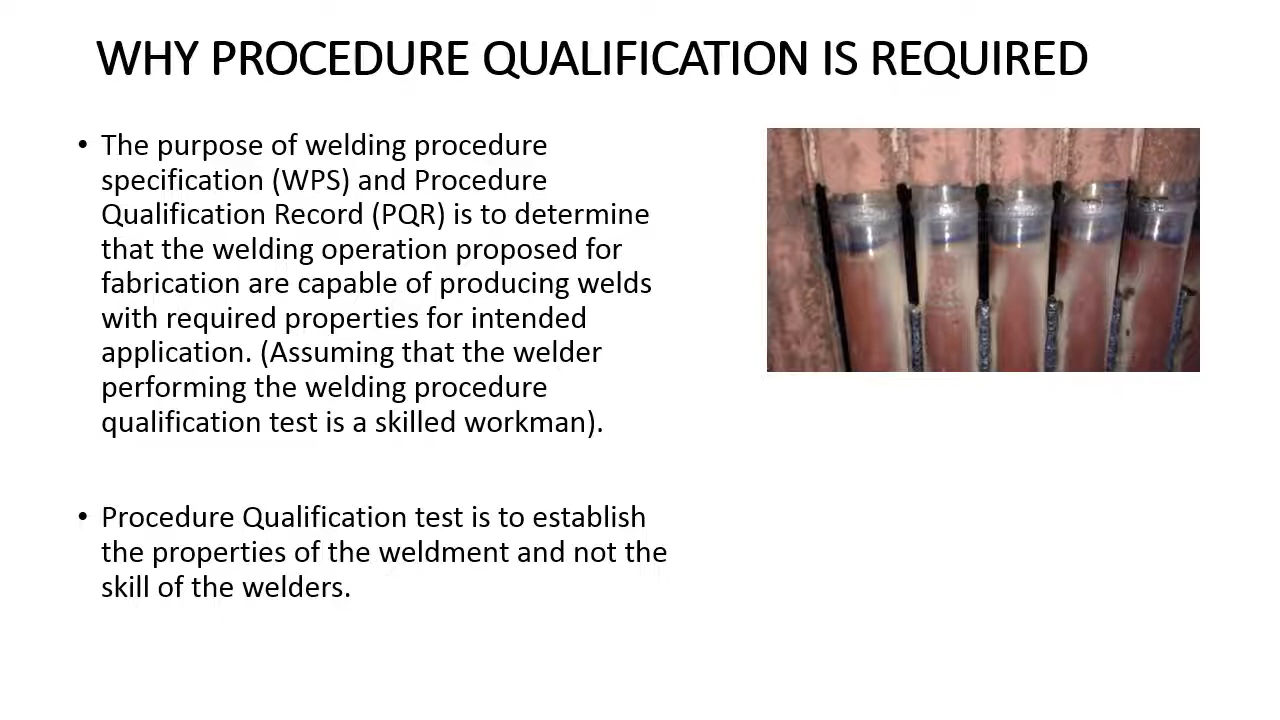 WHY PROCEDURE QUALIFICATION IS REQUIRED
• The purpose of welding procedure
specification (WPS) and Procedure
Qualification Record (PQR) is to determine
that the welding operation proposed for
fabrication are capable of producing welds
with required properties for intended
application. (Assuming that the welder
performing the welding procedure
qualification test is a skilled workman).
• Procedure Qualification test is to establish
the properties of the weldment and not the
skill of the welders.